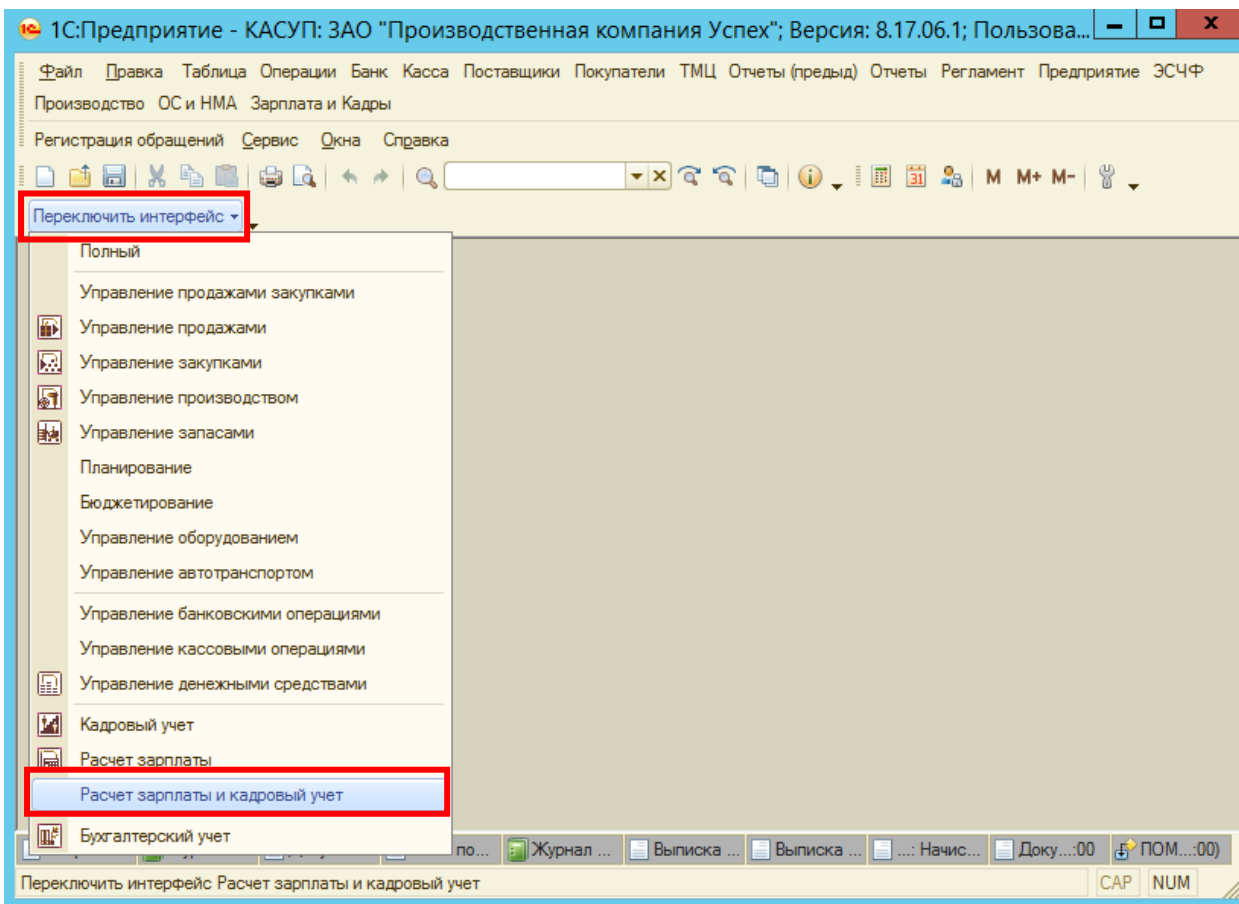 1С:Предприятие - КАСУП: ЗАО "Производственная компания Успех"; Версия: 8.17.06.1; Пользова...
Файл Правка Таблица Операции Банк Касса Поставщики Покупатели ТМЦ Отчеты (предыд) Отчеты Регламент Предприятие ЭСЧФ
Производство ОС и НМА Зарплата и Кадры
Регистрация обращений Сервис Окна Справка
31 M M+ M-
Переключить интерфейс
Полный
Управление продажами закупками
Управление продажами
Управление закупками
Управление производством
Управление запасами
Планирование
Бюджетирование
Управление оборудованием
Управление автотранспортом
Управление банковскими операциями
Управление кассовыми операциями
Управление денежными средствами
Кадровый учет
Расчет зарплаты
Расчет зарплаты и кадровый учет
Бухгалтерский учет
по... Журнал ... Выписка ... Выписка ... ...: Начис... Доку...:00 ПОМ...:00)
Переключить интерфейс Расчет зарплаты и кадровый учет CAP NUM